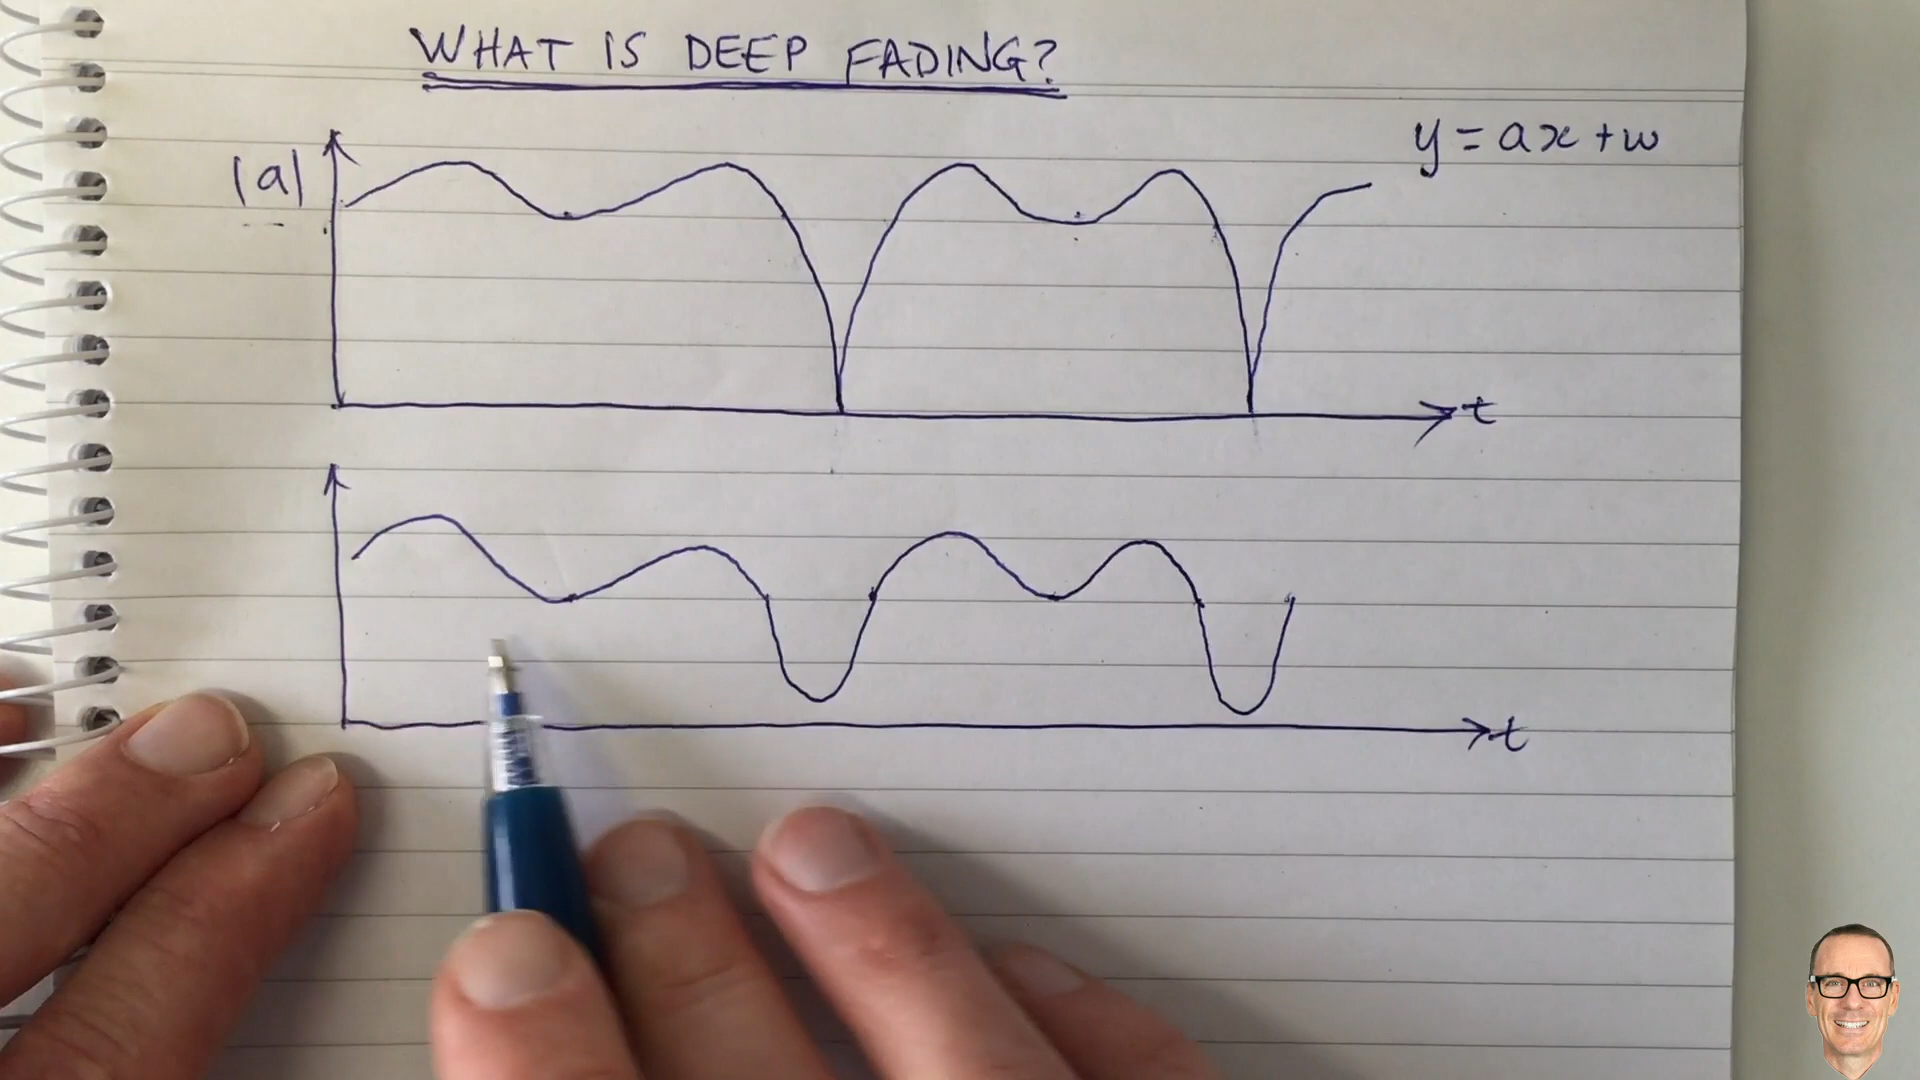 WHAT IS DEEP FADING?
|a|
y = ax + w
t
t